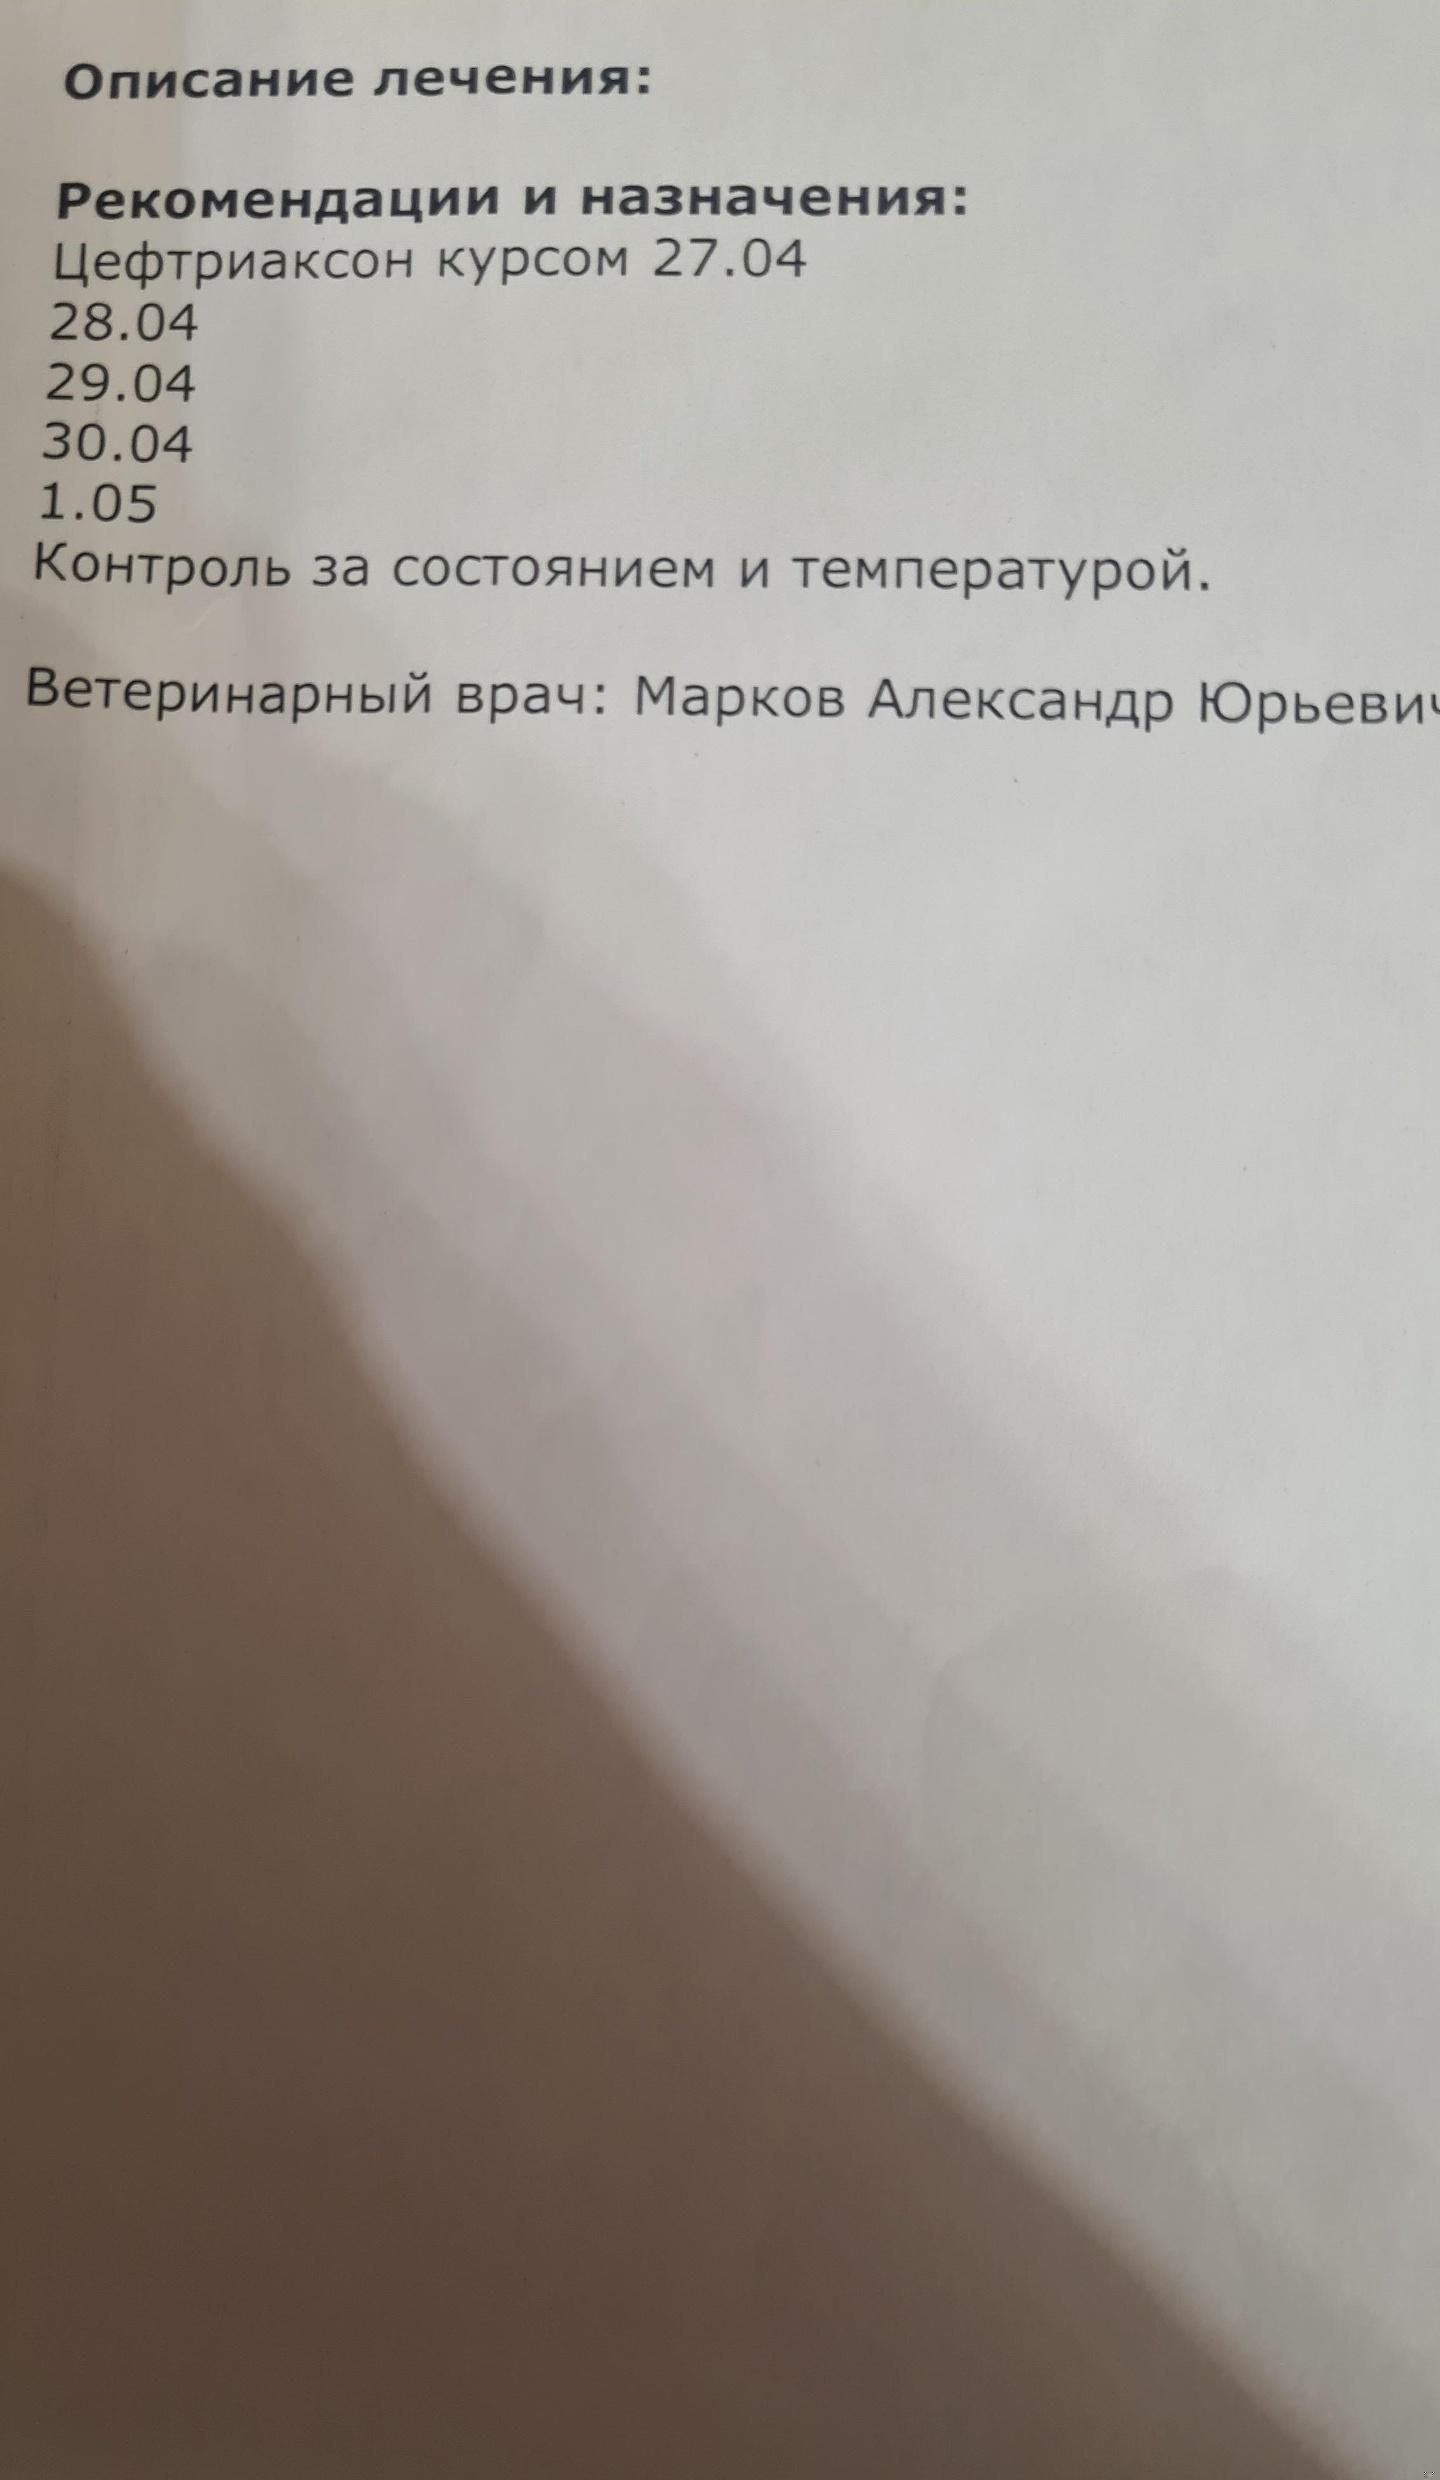 Описание лечения:
Рекомендации и назначения:
Цефтриаксон курсом 27.04
28.04
29.04
30.04
1.05
Контроль за состоянием и температурой.
Ветеринарный врач: Марков Александр Юрьевич